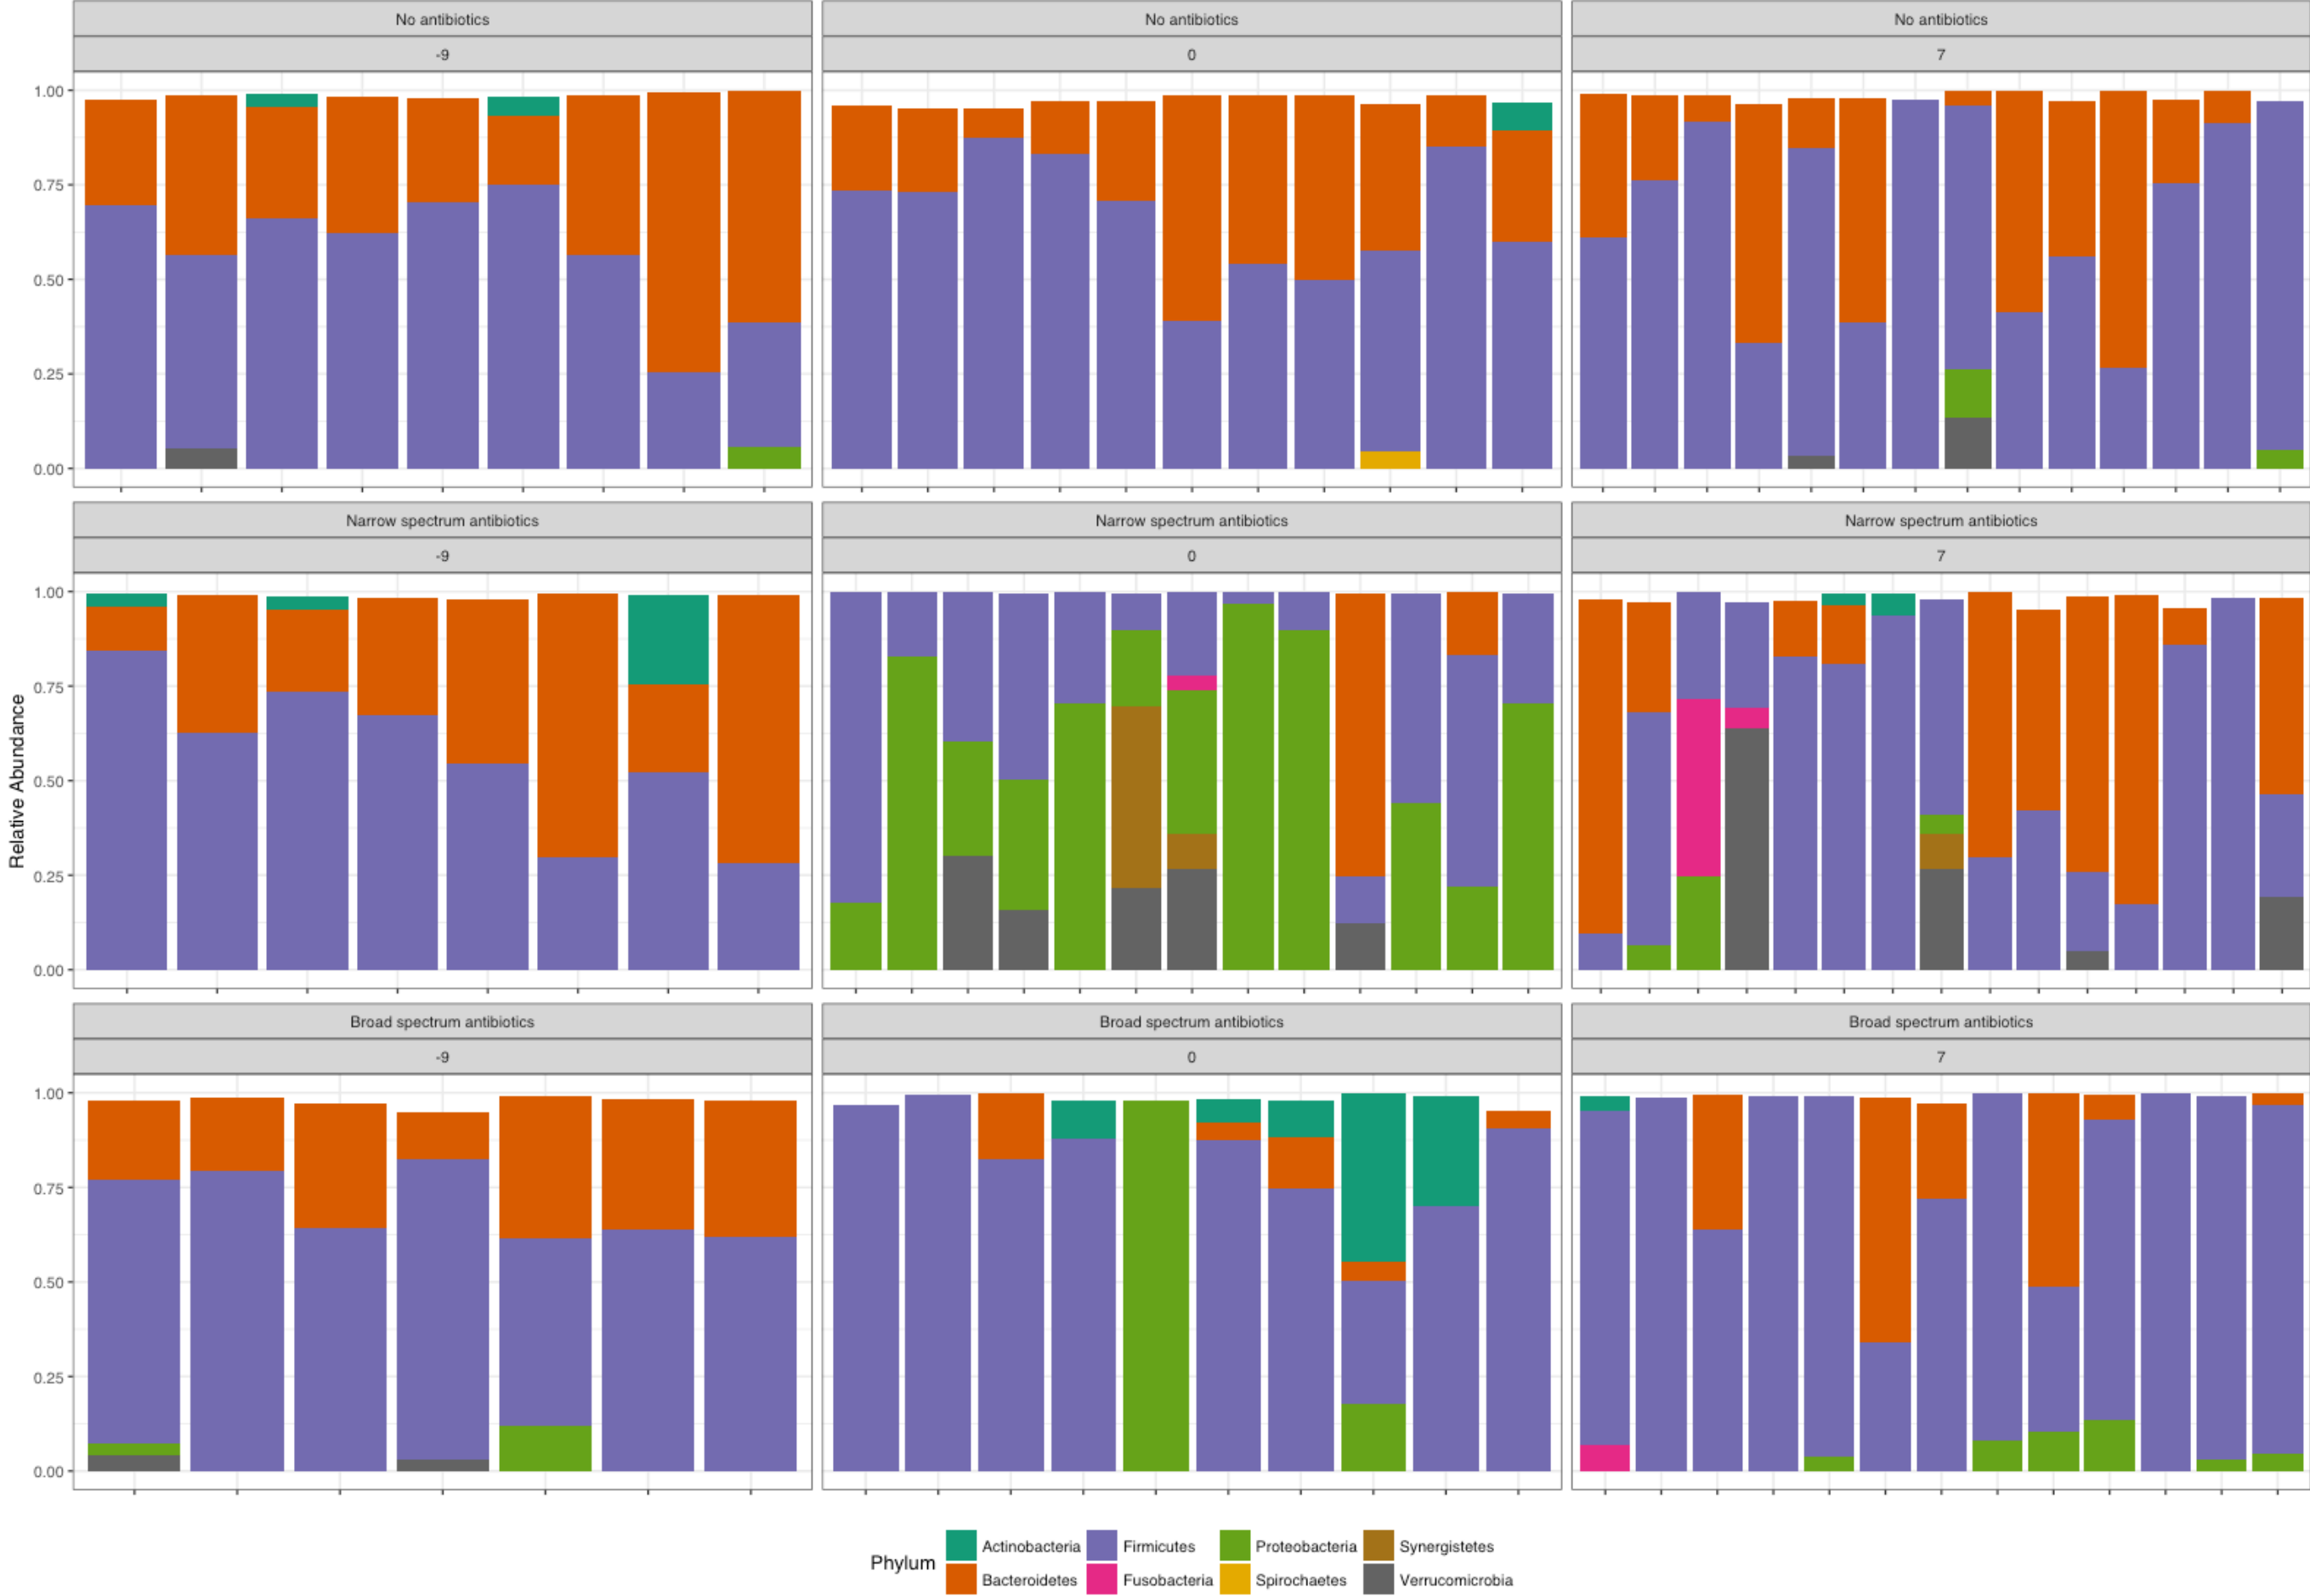 No antibiotics No antibiotics No antibiotics
-9 0 7
1.00
0.75
0.50
0.25
0.00
Narrow spectrum antibiotics Narrow spectrum antibiotics Narrow spectrum antibiotics
-9 0 7
1.00
0.75
0.50
0.25
0.00
Relative Abundance
Broad spectrum antibiotics Broad spectrum antibiotics Broad spectrum antibiotics
-9 0 7
1.00
0.75
0.50
0.25
0.00
Phylum
Actinobacteria Firmicutes Proteobacteria Synergistetes
Bacteroidetes Fusobacteria Spirochaetes Verrucomicrobia